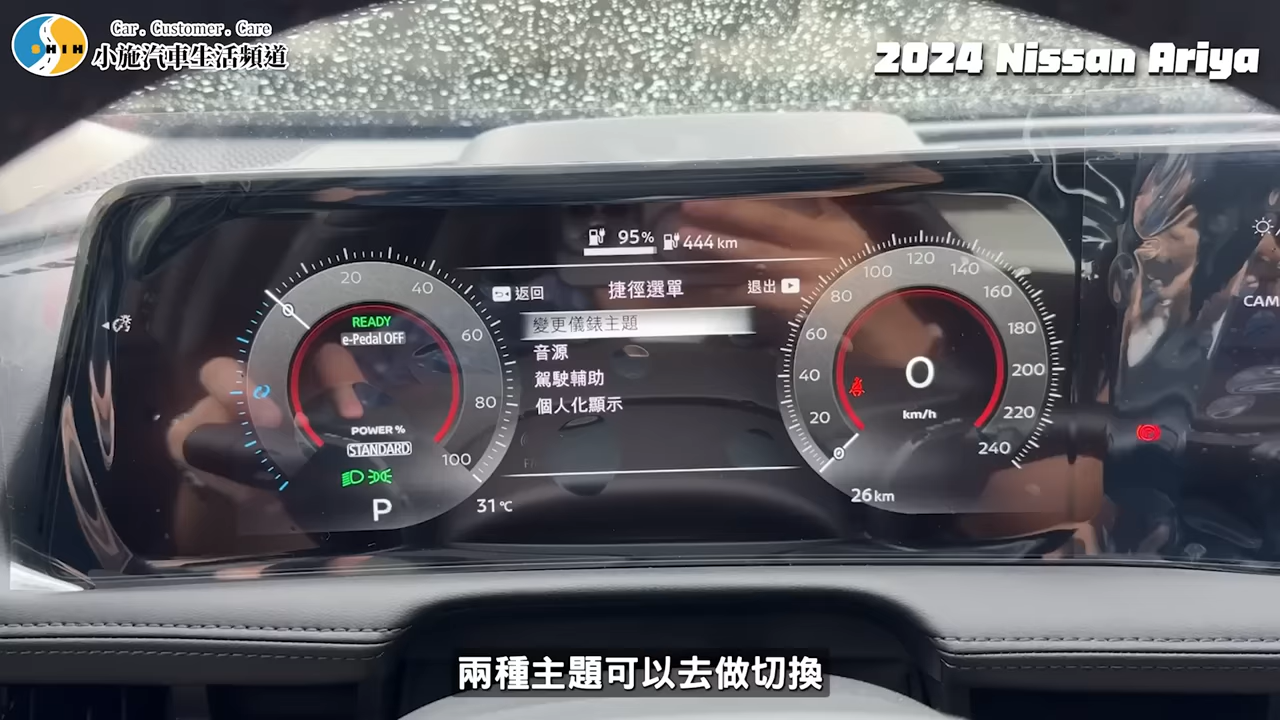 Car. Customer. Care
SHIH
小施汽車生活頻道
2024 Nissan Ariya
95%
444 km
返回
捷徑選單
退出
變更儀錶主題
音源
駕駛輔助
個人化顯示
20
40
60
80
100
READY
e-Pedal OFF
POWER %
STANDARD
P
31℃
0
20
40
60
80
100
120
140
160
180
200
220
240
0
km/h
26 km
CAM
兩種主題可以去做切換